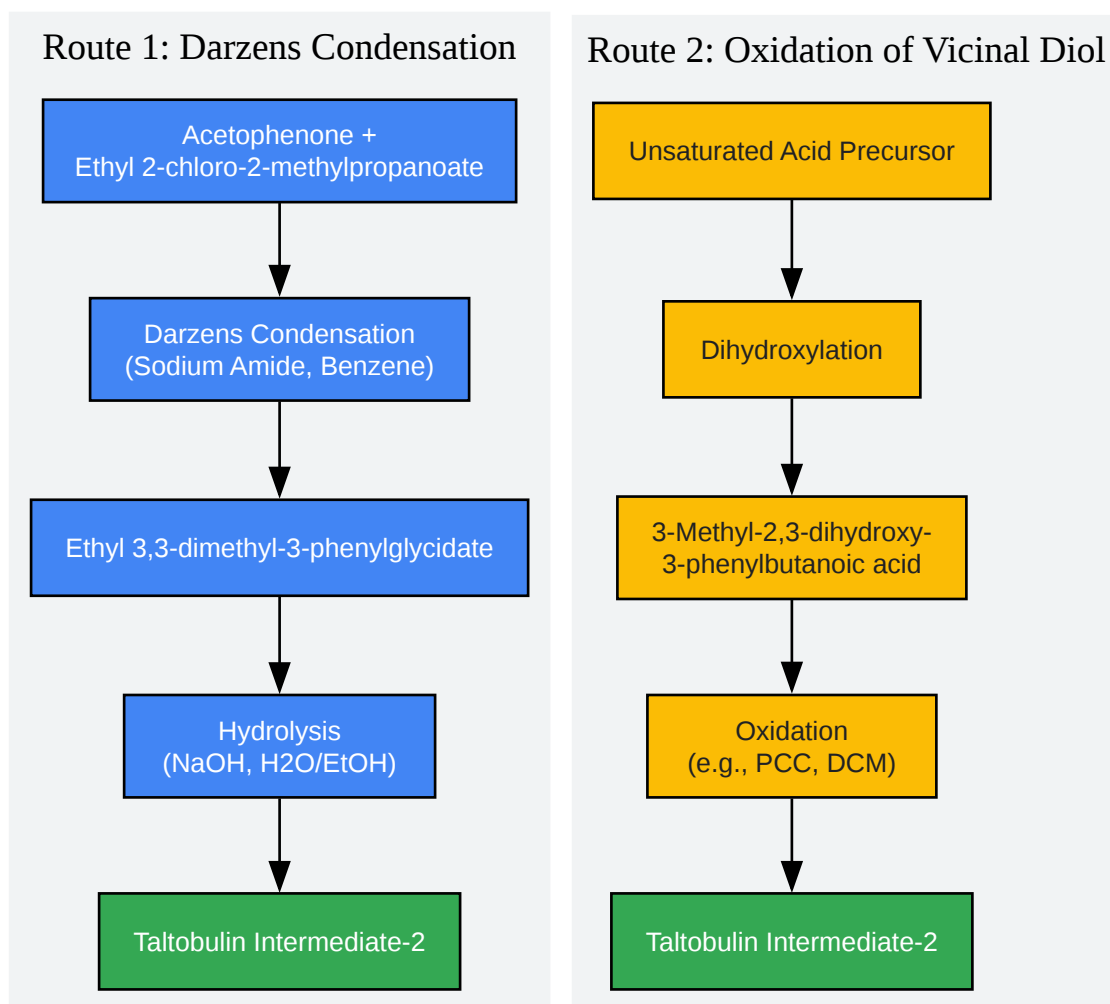 Route 1: Darzens Condensation
Acetophenone +
Ethyl 2-chloro-2-methylpropanoate
Darzens Condensation
(Sodium Amide, Benzene)
Ethyl 3,3-dimethyl-3-phenylglycidate
Hydrolysis
(NaOH, H2O/EtOH)
Taltobulin Intermediate-2
Route 2: Oxidation of Vicinal Diol
Unsaturated Acid Precursor
Dihydroxylation
3-Methyl-2,3-dihydroxy-
3-phenylbutanoic acid
Oxidation
(e.g., PCC, DCM)
Taltobulin Intermediate-2